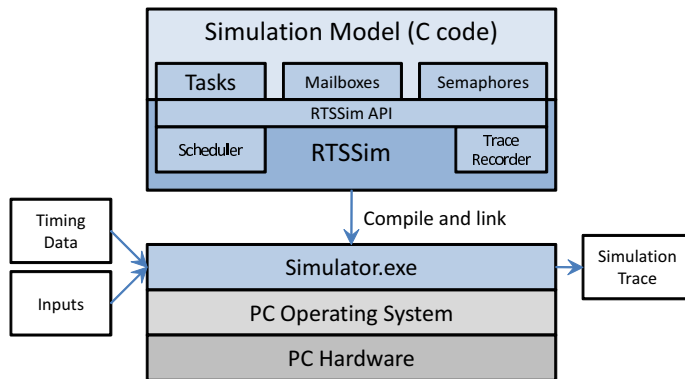 Simulation Model (C code)
Tasks
Mailboxes
Semaphores
RTSSim API
Scheduler
RTSSim
Trace
Recorder
Compile and link
Timing
Data
Inputs
Simulator.exe
Simulation
Trace
PC Operating System
PC Hardware